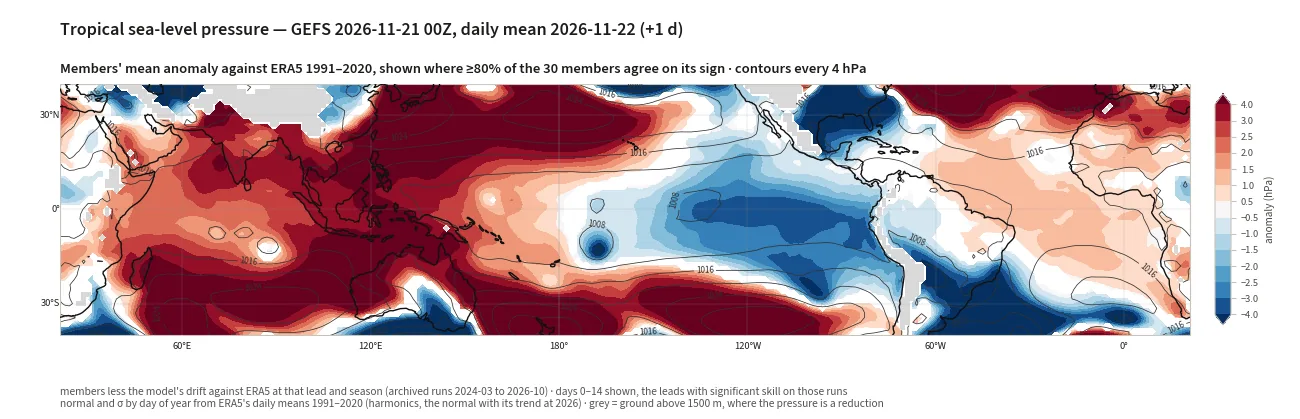 Tropical sea-level pressure — GEFS 2026-11-21 00Z, daily mean 2026-11-22 (+1 d)
Members' mean anomaly against ERA5 1991–2020, shown where ≥80% of the 30 members agree on its sign · contours every 4 hPa
30°N
0°
30°S
60°E
120°E
180°
120°W
60°W
0°
1016
1016
1016
1016
1016
1016
1016
1016
1016
1016
1016
1008
1008
1008
4.0
3.0
2.0
1.5
1.0
0.5
−0.5
−1.0
−1.5
−2.0
−3.0
−4.0
anomaly (hPa)
members less the model's drift against ERA5 at that lead and season (archived runs 2024-03 to 2026-10) · days 0–14 shown, the leads with significant skill on those runs
normal and σ by day of year from ERA5's daily means 1991–2020 (harmonics, the normal with its trend at 2026) · grey = ground above 1500 m, where the pressure is a reduction